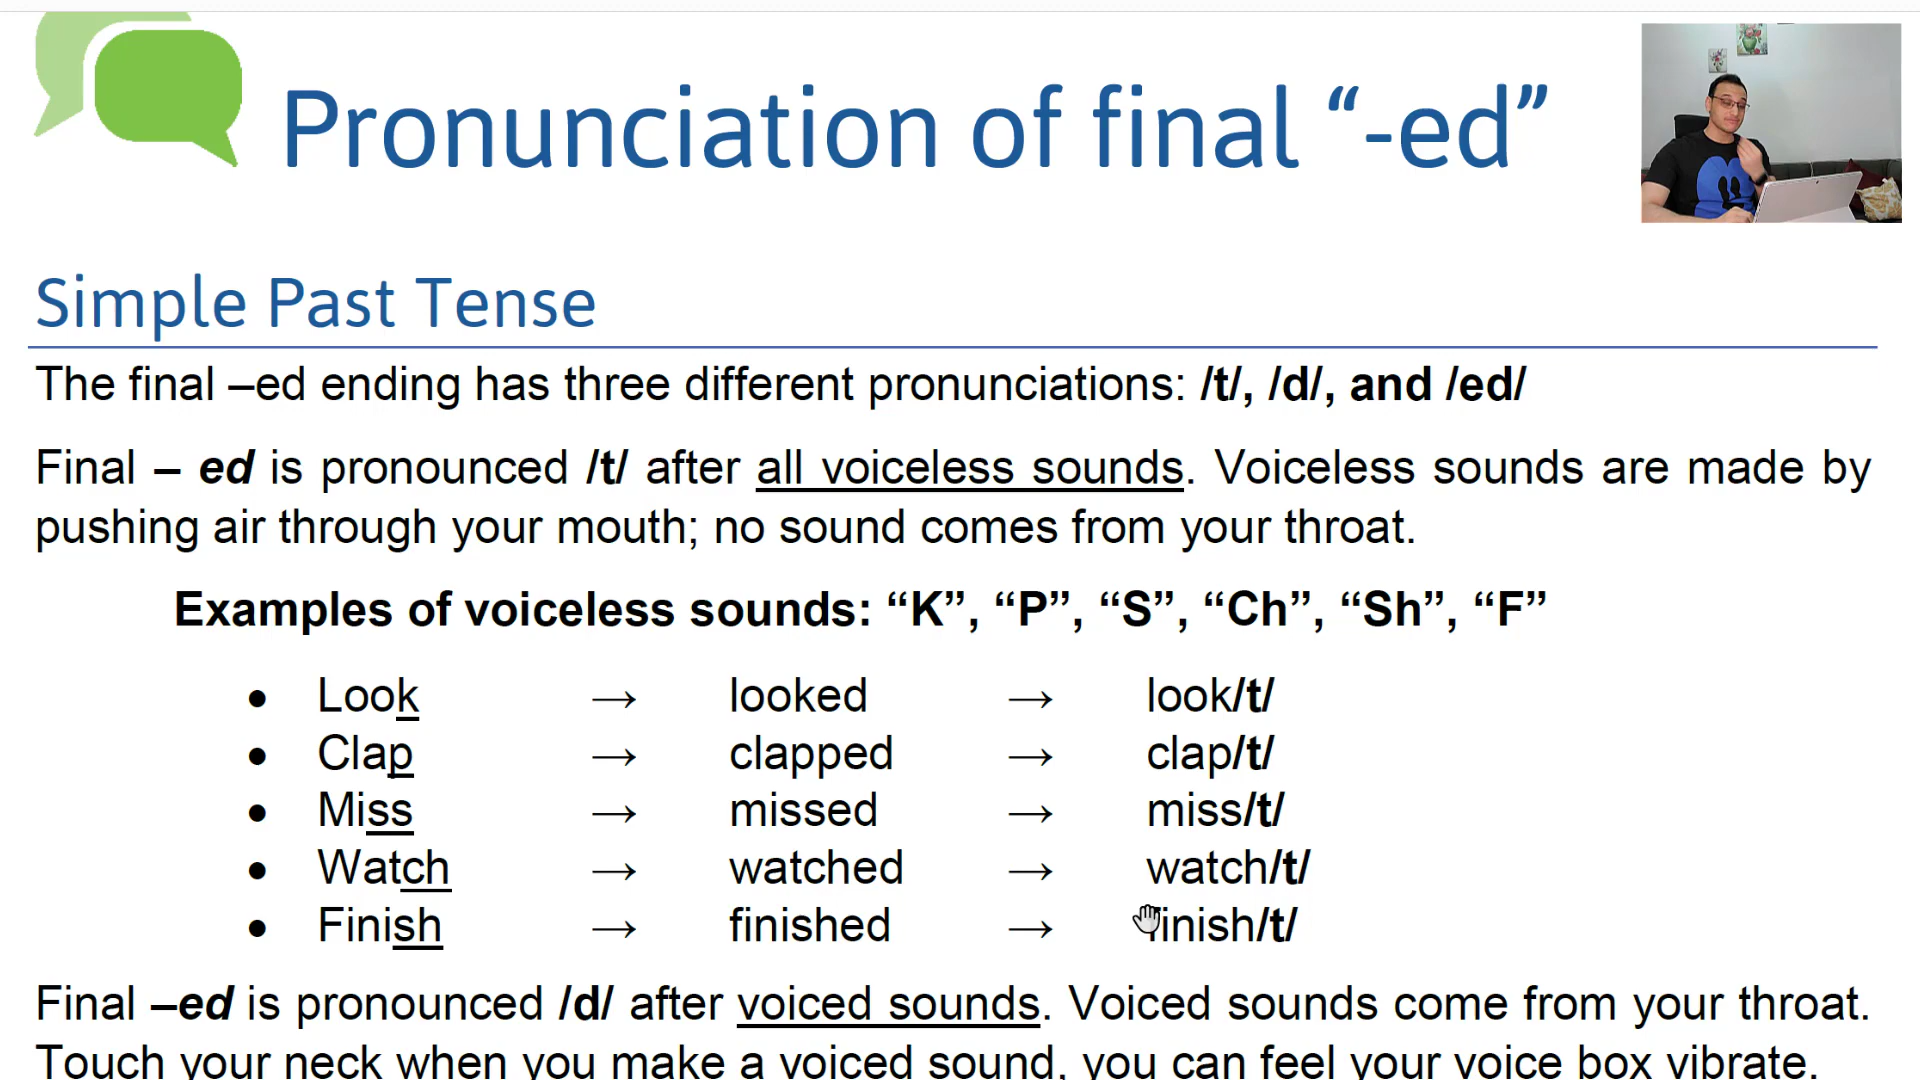 Pronunciation of final “-ed”
Simple Past Tense
The final –ed ending has three different pronunciations: /t/, /d/, and /ed/
Final – ed is pronounced /t/ after all voiceless sounds. Voiceless sounds are made by
pushing air through your mouth; no sound comes from your throat.
Examples of voiceless sounds: “K”, “P”, “S”, “Ch”, “Sh”, “F”
• Look → looked → look/t/
• Clap → clapped → clap/t/
• Miss → missed → miss/t/
• Watch → watched → watch/t/
• Finish → finished → finish/t/
Final –ed is pronounced /d/ after voiced sounds. Voiced sounds come from your throat.
Touch your neck when you make a voiced sound, you can feel your voice box vibrate.